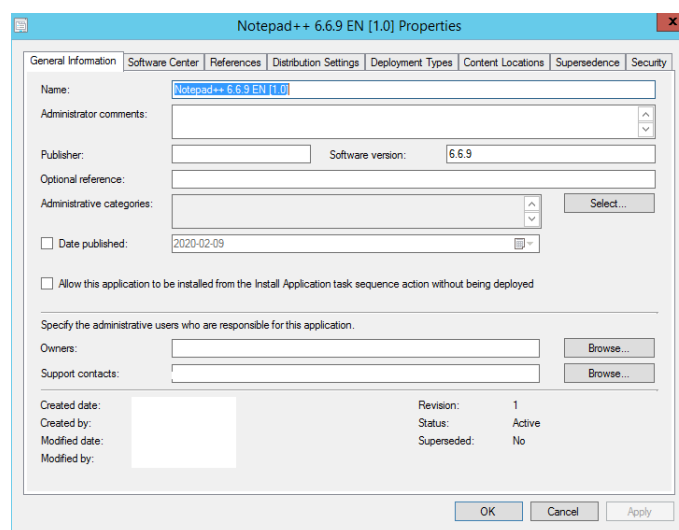 Notepad++ 6.6.9 EN [1.0] Properties
x
General Information Software Center References Distribution Settings Deployment Types Content Locations Supersedence Security
Name: Notepad++ 6.6.9 EN [1.0]
Administrator comments:
Publisher: Software version: 6.6.9
Optional reference:
Administrative categories: Select...
Date published: 2020-02-09
Allow this application to be installed from the Install Application task sequence action without being deployed
Specify the administrative users who are responsible for this application.
Owners: Browse...
Support contacts: Browse...
Created date: Revision: 1
Created by: Status: Active
Modified date: Superseded: No
Modified by:
OK Cancel Apply